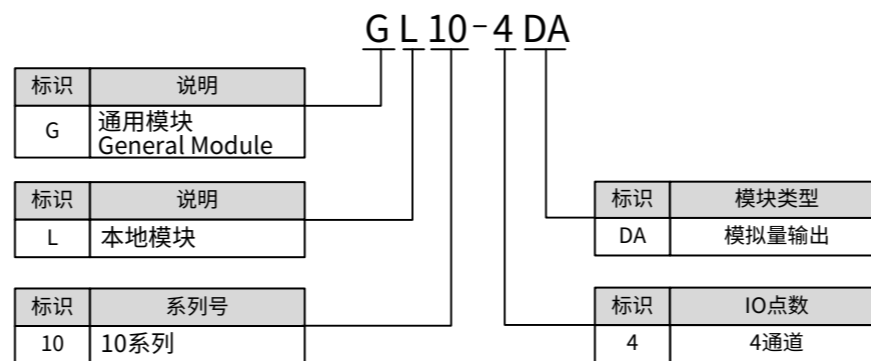 GL10-4DA
标识 说明
G 通用模块
General Module
标识 说明
L 本地模块
标识 系列号
10 10系列
标识 模块类型
DA 模拟量输出
标识 IO点数
4 4通道